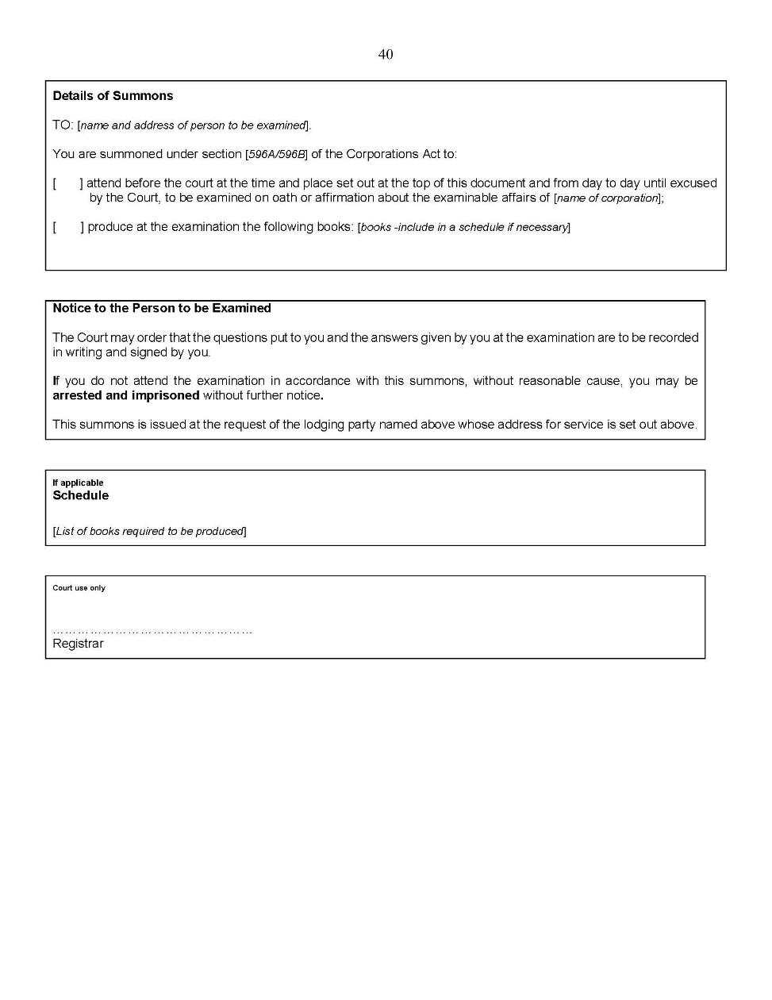 40
Details of Summons
TO: [name and address of person to be examined].
You are summoned under section [596A/596B] of the Corporations Act to:
[ ] attend before the court at the time and place set out at the top of this document and from day to day until excused
by the Court, to be examined on oath or affirmation about the examinable affairs of [name of corporation];
[ ] produce at the examination the following books: [books -include in a schedule if necessary]
Notice to the Person to be Examined
The Court may order that the questions put to you and the answers given by you at the examination are to be recorded
in writing and signed by you.
If you do not attend the examination in accordance with this summons, without reasonable cause, you may be
arrested and imprisoned without further notice.
This summons is issued at the request of the lodging party named above whose address for service is set out above.
If applicable
Schedule
[List of books required to be produced]
Court use only
…………………………………………
Registrar